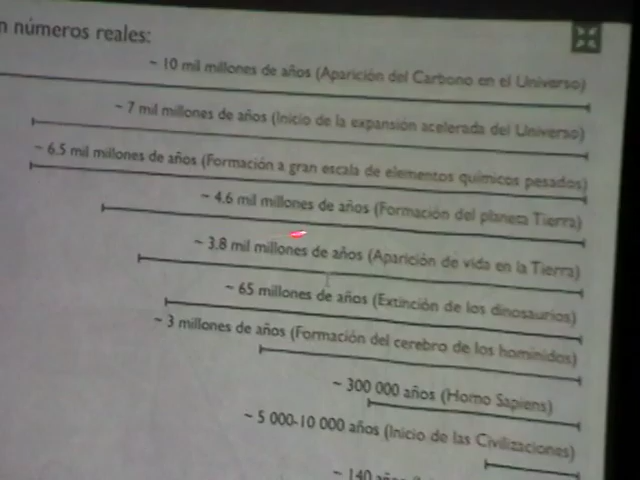 n números reales:
~ 10 mil millones de años (Aparición del Carbono en el Universo)
~ 7 mil millones de años (Inicio de la expansión acelerada del Universo)
~ 6.5 mil millones de años (Formación a gran escala de elementos químicos pesados)
~ 4.6 mil millones de años (Formación del planeta Tierra)
~ 3.8 mil millones de años (Aparición de vida en la Tierra)
~ 65 millones de años (Extinción de los dinosaurios)
~ 3 millones de años (Formación del cerebro de los homínidos)
~ 300 000 años (Homo Sapiens)
~ 5 000-10 000 años (Inicio de las Civilizaciones)
~ 140 años